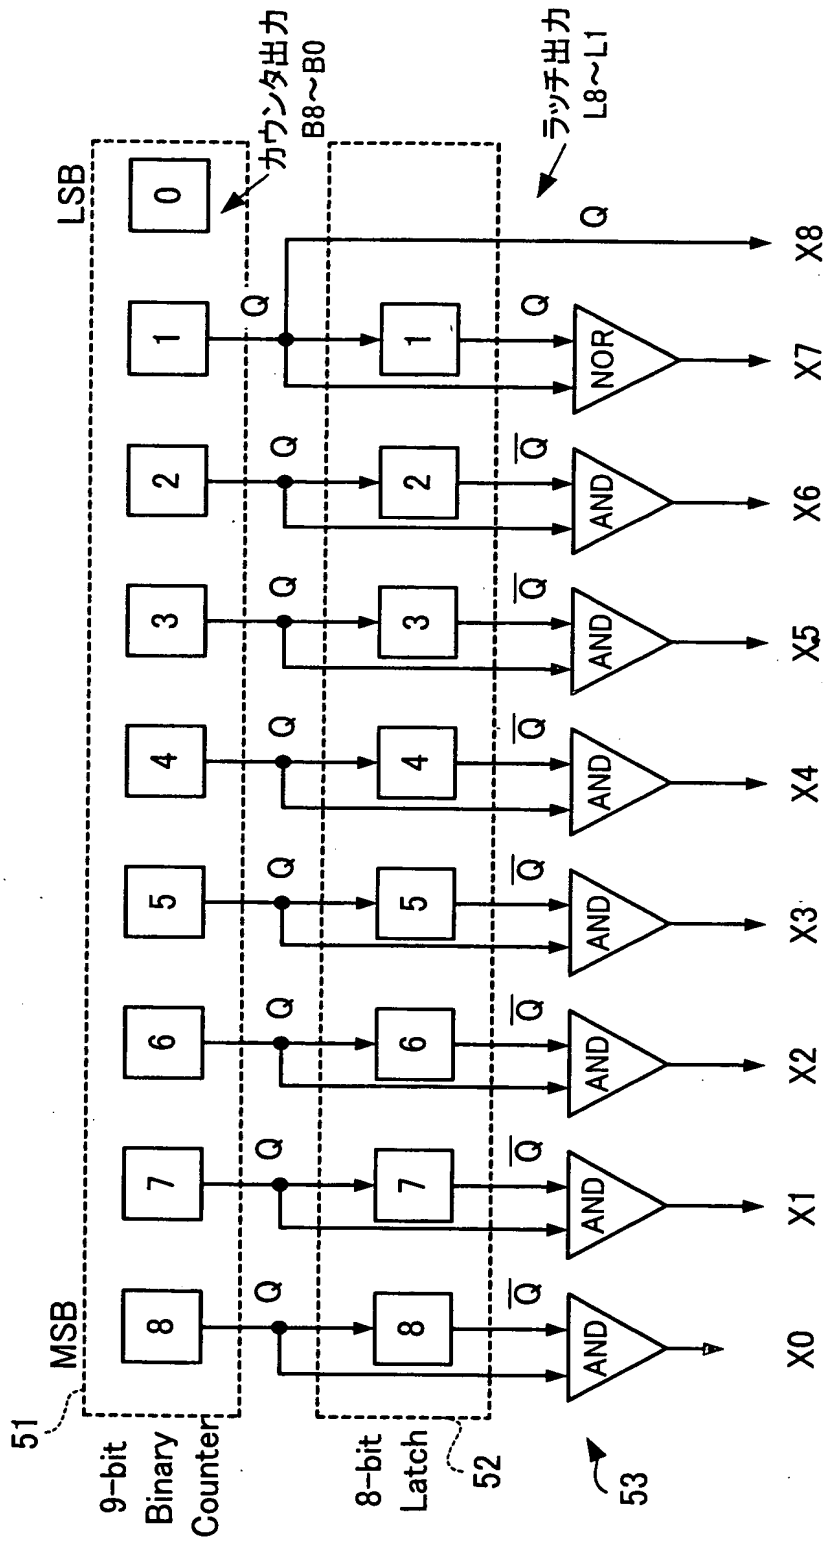 51
MSB
LSB
9-bit
Binary
Counter
8
7
6
5
4
3
2
1
0
カウンタ出力
B8~B0
Q
Q
Q
Q
Q
Q
Q
Q
8-bit
Latch
52
8
7
6
5
4
3
2
1
ラッチ出力
L8~L1
Q̅
Q̅
Q̅
Q̅
Q̅
Q̅
Q̅
Q
Q
53
AND
AND
AND
AND
AND
AND
AND
NOR
X0
X1
X2
X3
X4
X5
X6
X7
X8